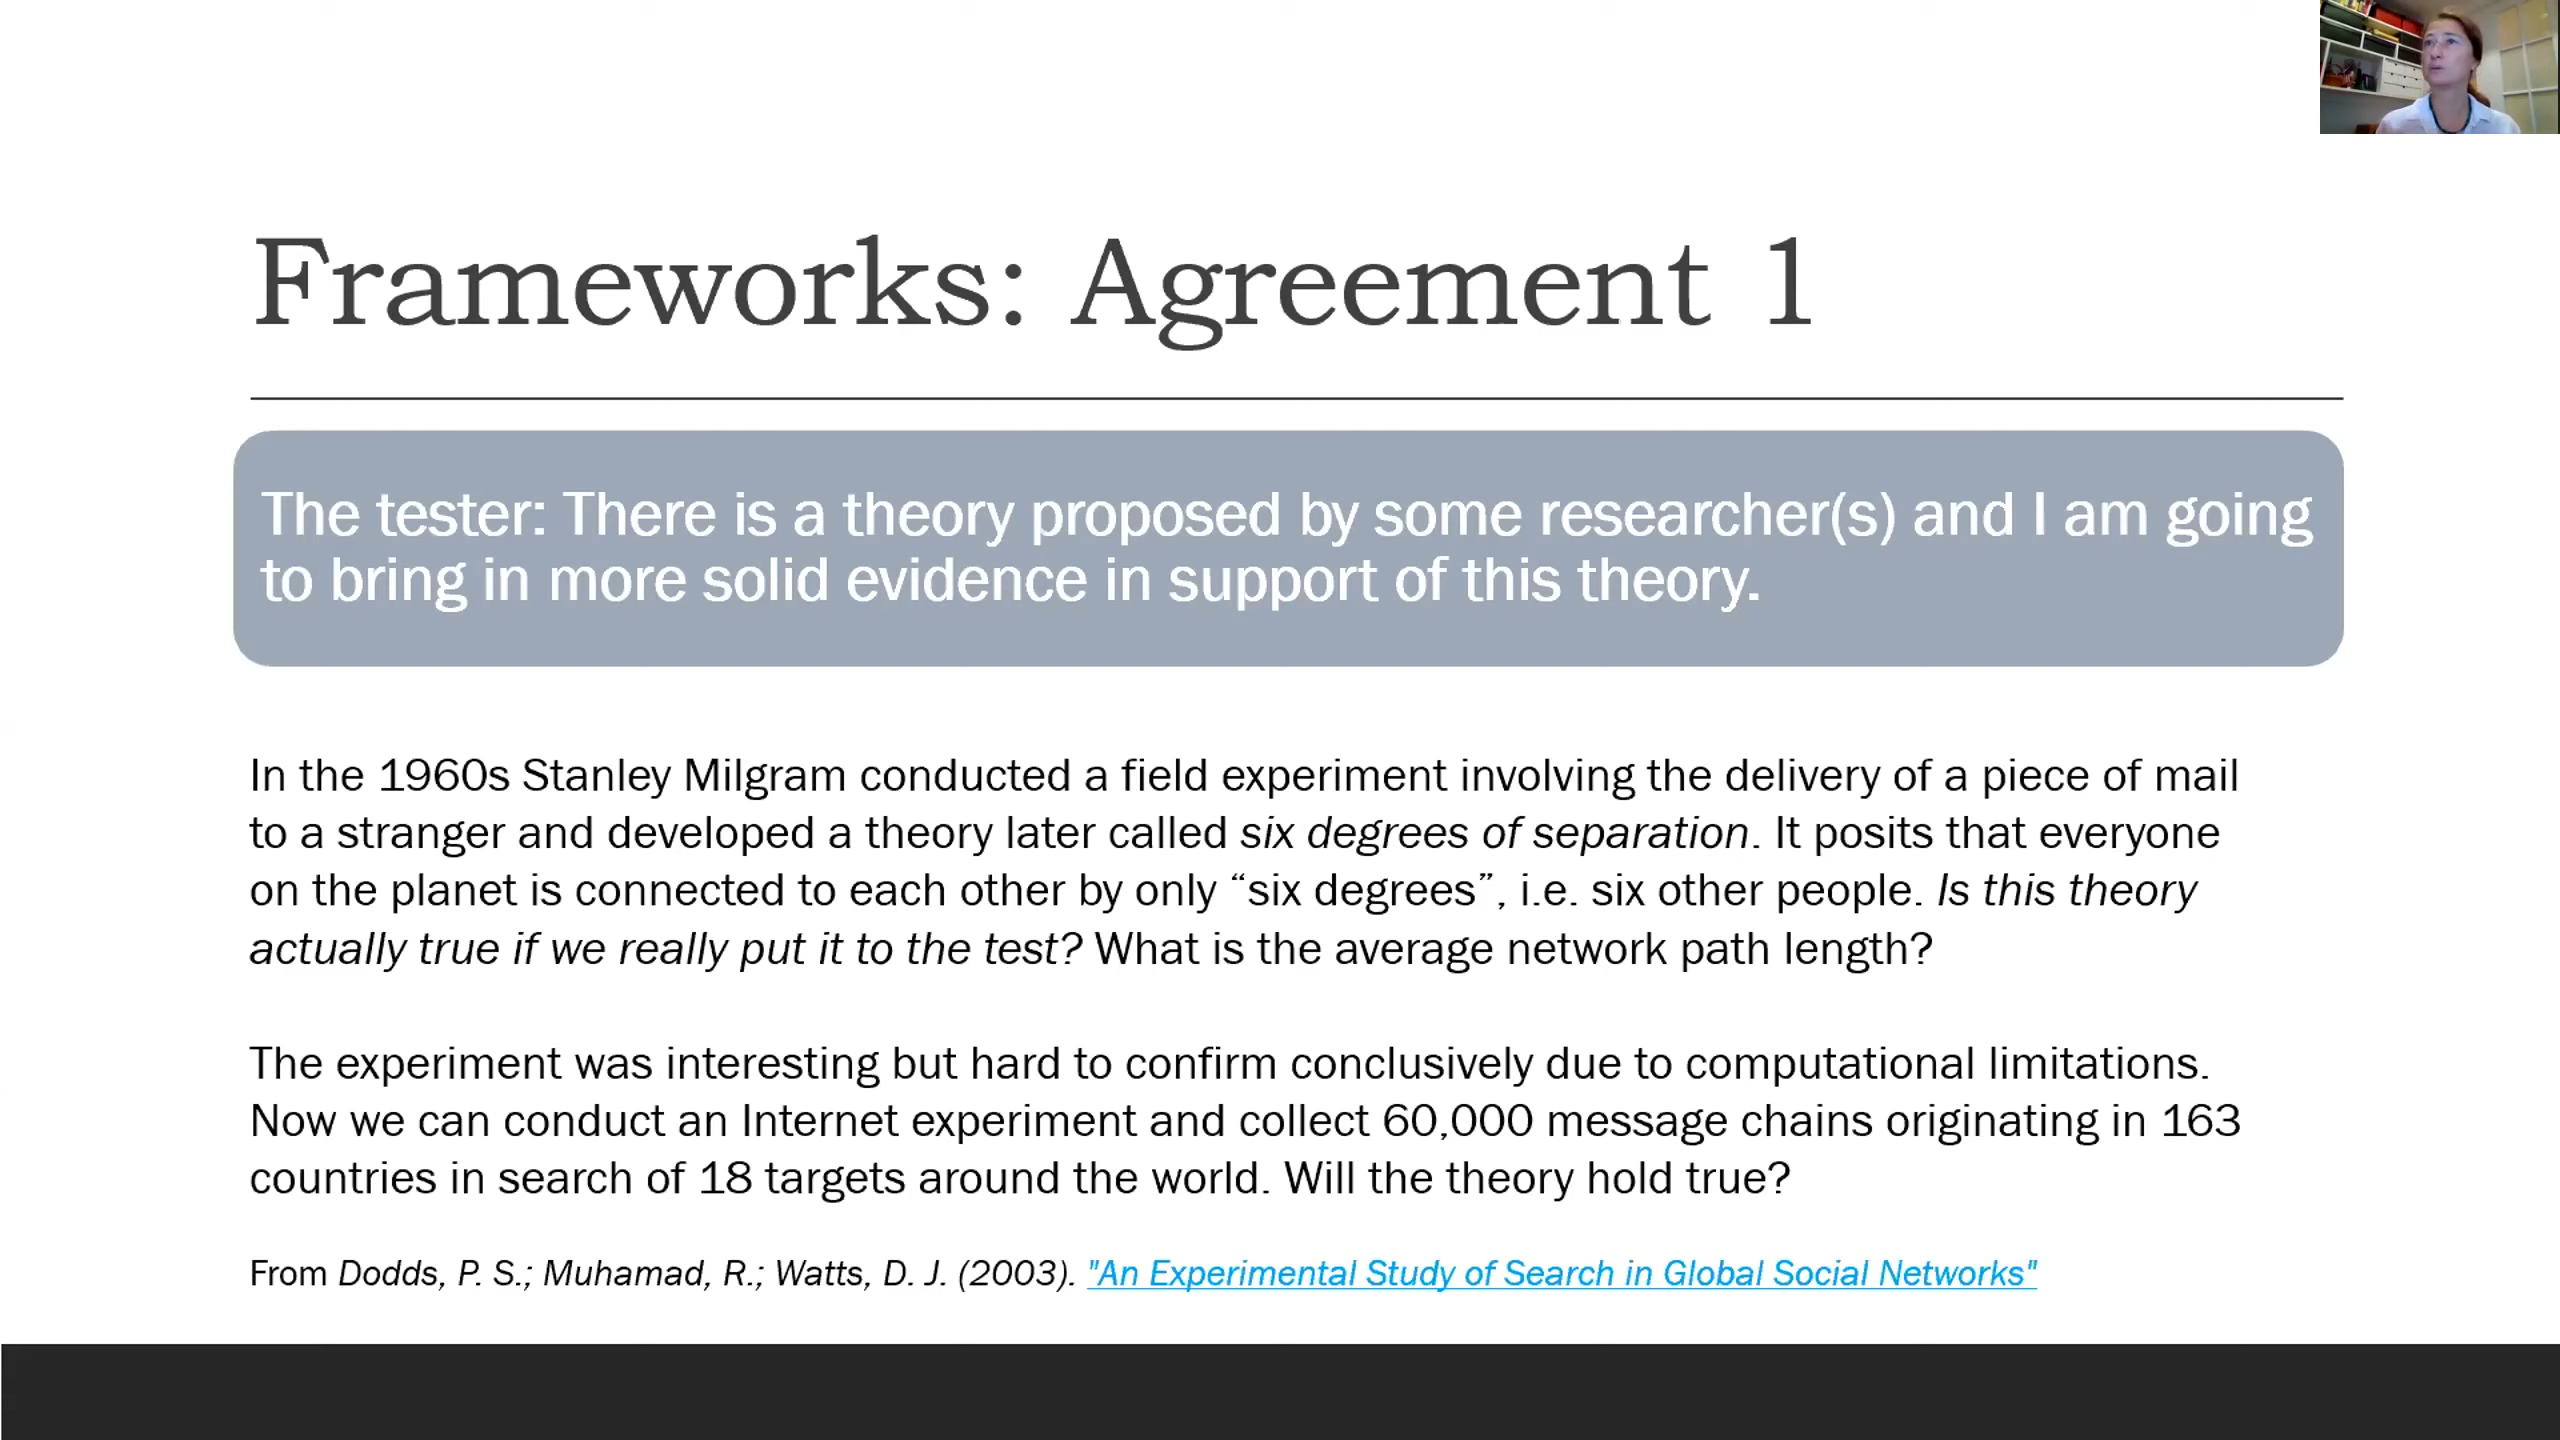 Frameworks: Agreement 1
The tester: There is a theory proposed by some researcher(s) and I am going
to bring in more solid evidence in support of this theory.
In the 1960s Stanley Milgram conducted a field experiment involving the delivery of a piece of mail
to a stranger and developed a theory later called six degrees of separation. It posits that everyone
on the planet is connected to each other by only “six degrees”, i.e. six other people. Is this theory
actually true if we really put it to the test? What is the average network path length?
The experiment was interesting but hard to confirm conclusively due to computational limitations.
Now we can conduct an Internet experiment and collect 60,000 message chains originating in 163
countries in search of 18 targets around the world. Will the theory hold true?
From Dodds, P. S.; Muhamad, R.; Watts, D. J. (2003). "An Experimental Study of Search in Global Social Networks"